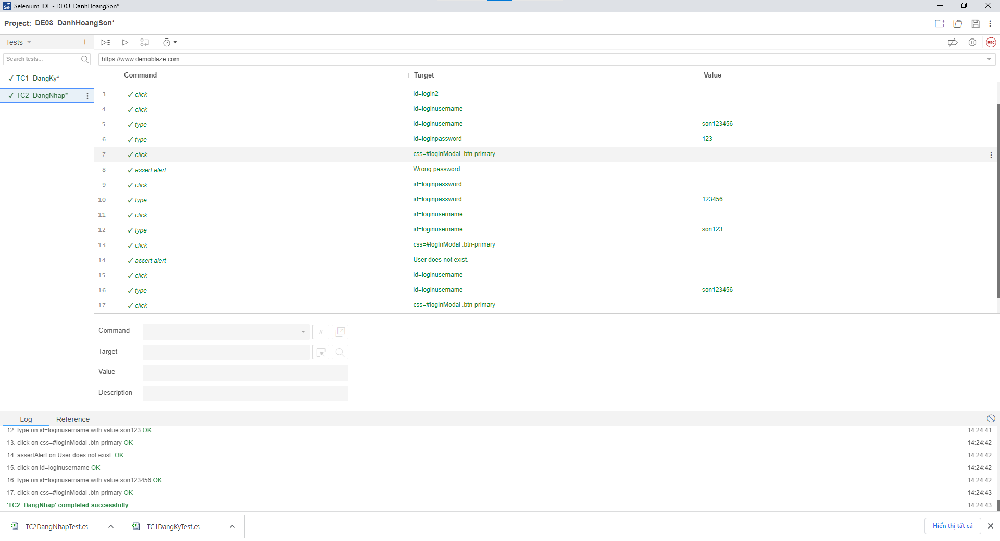 Selenium IDE - DE03_DanhHoangSon*
Project: DE03_DanhHoangSon*
Tests
Search tests...
✓ TC1_DangKy*
✓ TC2_DangNhap*
REC
https://www.demoblaze.com
Command Target Value
3 ✓ click id=login2
4 ✓ click id=loginusername
5 ✓ type id=loginusername son123456
6 ✓ type id=loginpassword 123
7 ✓ click css=#logInModal .btn-primary
8 ✓ assert alert Wrong password.
9 ✓ click id=loginpassword
10 ✓ type id=loginpassword 123456
11 ✓ click id=loginusername
12 ✓ type id=loginusername son123
13 ✓ click css=#logInModal .btn-primary
14 ✓ assert alert User does not exist.
15 ✓ click id=loginusername
16 ✓ type id=loginusername son123456
17 ✓ click css=#logInModal .btn-primary
Command //
Target
Value
Description
Log Reference
12. type on id=loginusername with value son123 OK 14:24:41
13. click on css=#logInModal .btn-primary OK 14:24:42
14. assertAlert on User does not exist. OK 14:24:42
15. click on id=loginusername OK 14:24:42
16. type on id=loginusername with value son123456 OK 14:24:42
17. click on css=#logInModal .btn-primary OK 14:24:43
'TC2_DangNhap' completed successfully 14:24:43
TC2DangNhapTest.cs TC1DangKyTest.cs Hiển thị tất cả